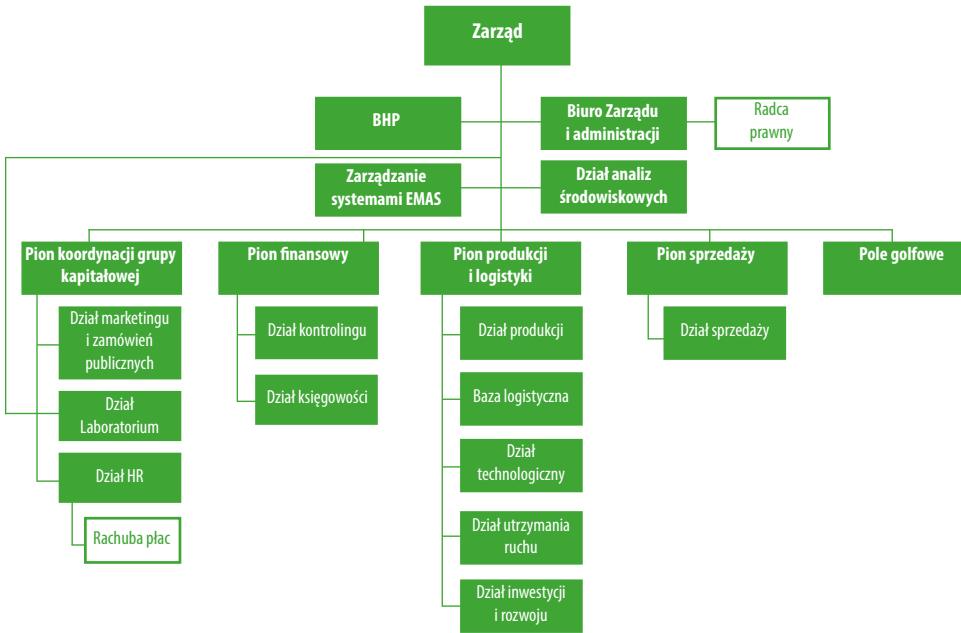 Zarząd
BHP
Biuro Zarządu
i administracji
Radca
prawny
Zarządzanie
systemami EMAS
Dział analiz
środowiskowych
Pion koordynacji grupy
kapitałowej
Pion finansowy
Pion produkcji
i logistyki
Pion sprzedaży
Pole golfowe
Dział marketingu
i zamówień
publicznych
Dział
Laboratorium
Dział HR
Rachuba płac
Dział kontrolingu
Dział księgowości
Dział produkcji
Baza logistyczna
Dział
technologiczny
Dział utrzymania
ruchu
Dział inwestycji
i rozwoju
Dział sprzedaży